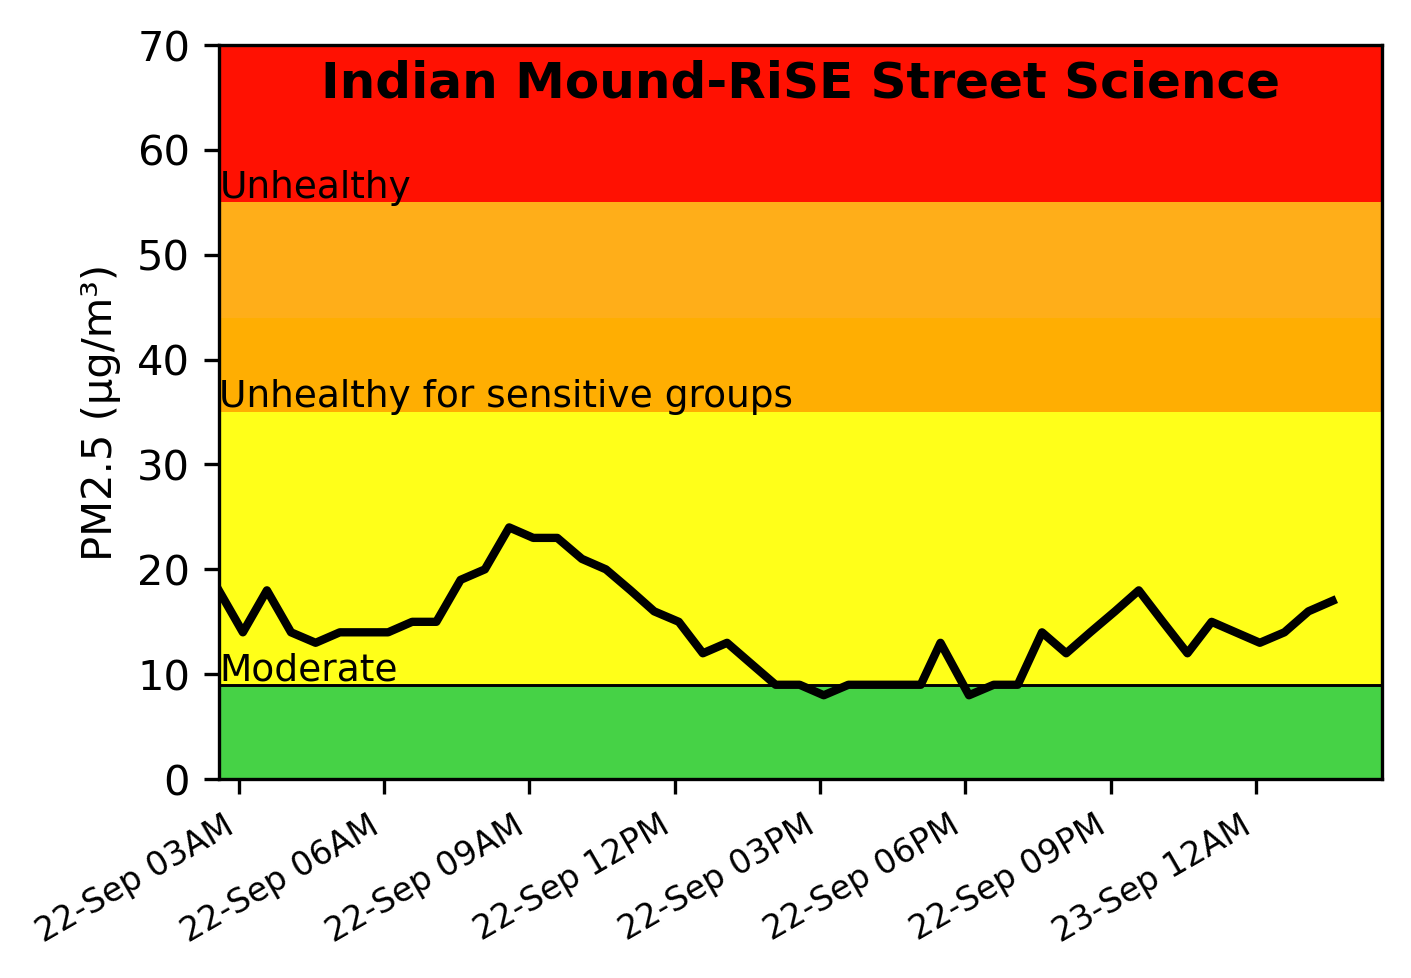 Indian Mound-RiSE Street Science
70
60
50
40
30
20
10
0
PM2.5 (µg/m³)
Unhealthy
Unhealthy for sensitive groups
Moderate
22-Sep 03AM
22-Sep 06AM
22-Sep 09AM
22-Sep 12PM
22-Sep 03PM
22-Sep 06PM
22-Sep 09PM
23-Sep 12AM